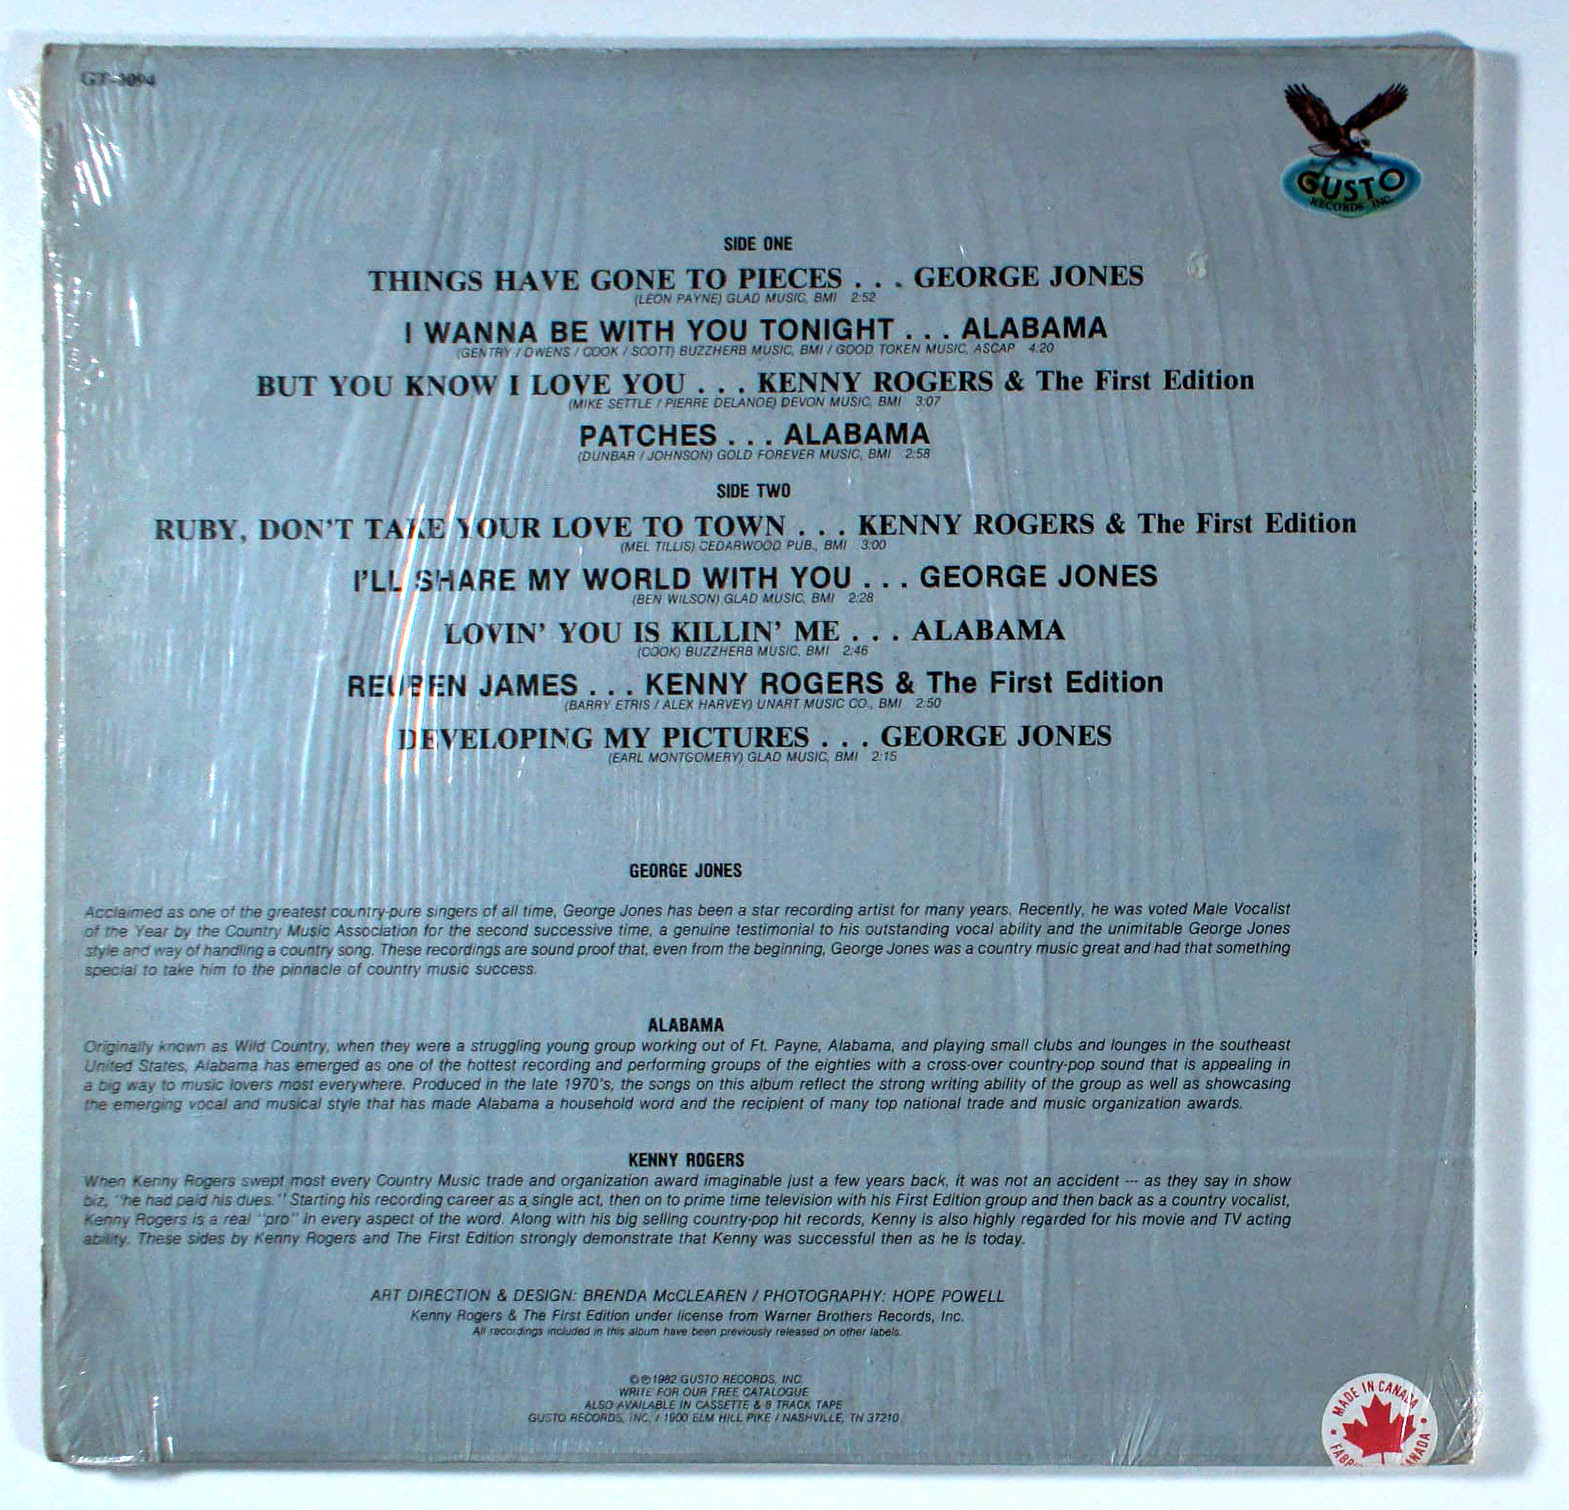 GT-0094
GUSTO
RECORDS INC.
SIDE ONE
THINGS HAVE GONE TO PIECES . . . GEORGE JONES
(LEON PAYNE) GLAD MUSIC, BMI 2:52
I WANNA BE WITH YOU TONIGHT . . . ALABAMA
(GENTRY / OWENS / COOK / SCOTT) BUZZHERB MUSIC, BMI / GOOD TOKEN MUSIC, ASCAP 4:20
BUT YOU KNOW I LOVE YOU . . . KENNY ROGERS & The First Edition
(MIKE SETTLE / PIERRE DELANOE) DEVON MUSIC, BMI 3:07
PATCHES . . . ALABAMA
(DUNBAR / JOHNSON) GOLD FOREVER MUSIC, BMI 2:58
SIDE TWO
RUBY, DON'T TAKE YOUR LOVE TO TOWN . . . KENNY ROGERS & The First Edition
(MEL TILLIS) CEDARWOOD PUB., BMI 3:00
I'LL SHARE MY WORLD WITH YOU . . . GEORGE JONES
(BEN WILSON) GLAD MUSIC, BMI 2:28
LOVIN' YOU IS KILLIN' ME . . . ALABAMA
(COOK) BUZZHERB MUSIC, BMI 2:46
REUBEN JAMES . . . KENNY ROGERS & The First Edition
(BARRY ETRIS / ALEX HARVEY) UNART MUSIC CO., BMI 2:50
DEVELOPING MY PICTURES . . . GEORGE JONES
(EARL MONTGOMERY) GLAD MUSIC, BMI 2:15
GEORGE JONES
Acclaimed as one of the greatest country-pure singers of all time, George Jones has been a star recording artist for many years. Recently, he was voted Male Vocalist
of the Year by the Country Music Association for the second successive time, a genuine testimonial to his outstanding vocal ability and the unimitable George Jones
style and way of handling a country song. These recordings are sound proof that, even from the beginning, George Jones was a country music great and had that something
special to take him to the pinnacle of country music success.
ALABAMA
Originally known as Wild Country, when they were a struggling young group working out of Ft. Payne, Alabama, and playing small clubs and lounges in the southeast
United States, Alabama has emerged as one of the hottest recording and performing groups of the eighties with a cross-over country-pop sound that is appealing in
a big way to music lovers most everywhere. Produced in the late 1970's, the songs on this album reflect the strong writing ability of the group as well as showcasing
the emerging vocal and musical style that has made Alabama a household word and the recipient of many top national trade and music organization awards.
KENNY ROGERS
When Kenny Rogers swept most every Country Music trade and organization award imaginable just a few years back, it was not an accident --- as they say in show
biz, "he had paid his dues." Starting his recording career as a single act, then on to prime time television with his First Edition group and then back as a country vocalist,
Kenny Rogers is a real "pro" in every aspect of the word. Along with his big selling country-pop hit records, Kenny is also highly regarded for his movie and TV acting
ability. These sides by Kenny Rogers and The First Edition strongly demonstrate that Kenny was successful then as he is today.
ART DIRECTION & DESIGN: BRENDA McCLEAREN / PHOTOGRAPHY: HOPE POWELL
Kenny Rogers & The First Edition under license from Warner Brothers Records, Inc.
All recordings included in this album have been previously released on other labels.
©℗1982 GUSTO RECORDS, INC.
WRITE FOR OUR FREE CATALOGUE
ALSO AVAILABLE IN CASSETTE & 8 TRACK TAPE
GUSTO RECORDS, INC. / 1900 ELM HILL PIKE / NASHVILLE, TN 37210
MADE IN CANADA